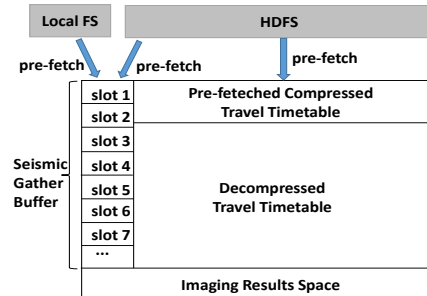 Local FS
HDFS
pre-fetch
pre-fetch
pre-fetch
slot 1
slot 2
slot 3
slot 4
slot 5
slot 6
slot 7
...
Pre-feteched Compressed
Travel Timetable
Seismic
Gather
Buffer
Decompressed
Travel Timetable
Imaging Results Space